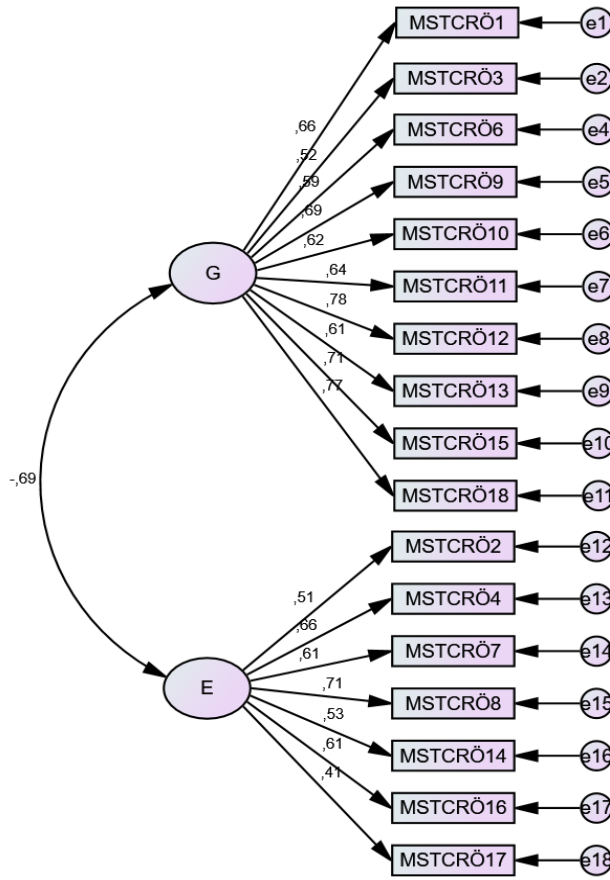 MSTCRÖ1 e1
MSTCRÖ3 e2
MSTCRÖ6 e4
MSTCRÖ9 e5
MSTCRÖ10 e6
MSTCRÖ11 e7
MSTCRÖ12 e8
MSTCRÖ13 e9
MSTCRÖ15 e10
MSTCRÖ18 e11
,66
,52
,59
,69
,62
,64
,78
,61
,71
,77
G
-,69
MSTCRÖ2 e12
MSTCRÖ4 e13
MSTCRÖ7 e14
MSTCRÖ8 e15
MSTCRÖ14 e16
MSTCRÖ16 e17
MSTCRÖ17 e18
,51
,66
,61
,71
,53
,61
,41
E